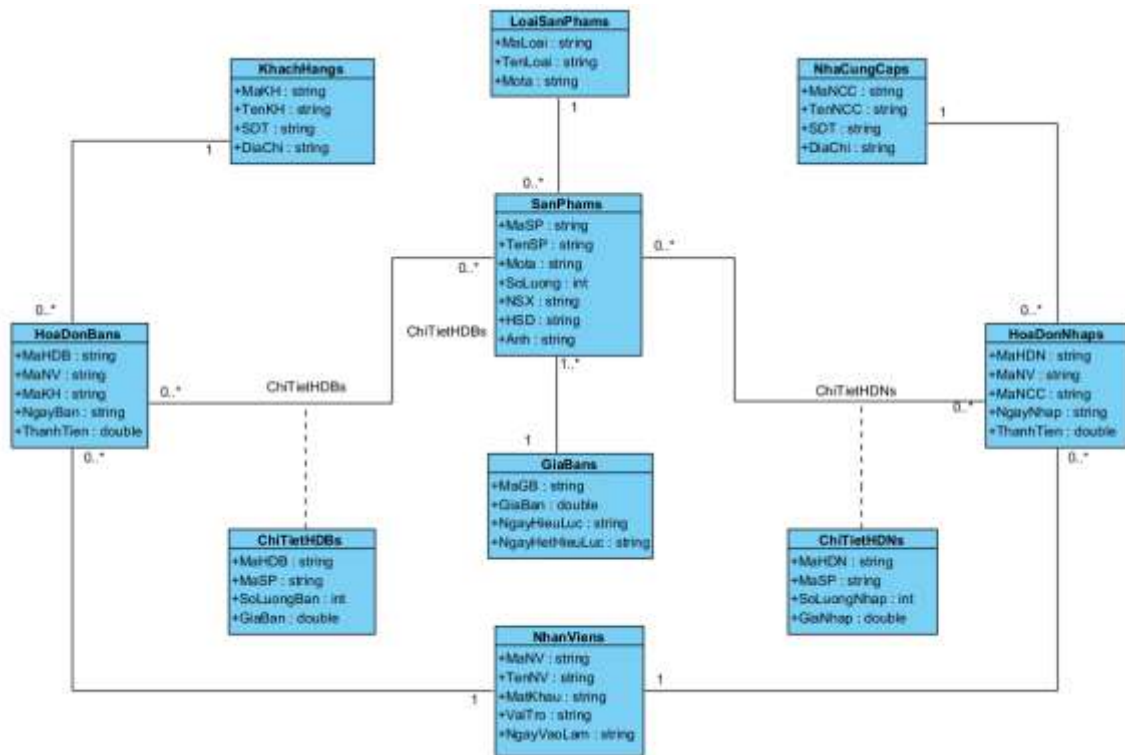 LoaiSanPhams
+MaLoai : string
+TenLoai : string
+Mota : string
1
KhachHangs
+MaKH : string
+TenKH : string
+SDT : string
+DiaChi : string
1
NhaCungCaps
+MaNCC : string
+TenNCC : string
+SDT : string
+DiaChi : string
1
0..*
SanPhams
+MaSP : string
+TenSP : string
+Mota : string
+SoLuong : int
+NSX : string
+HSD : string
+Anh : string
0..*
0..*
1..*
0..*
HoaDonBans
+MaHDB : string
+MaNV : string
+MaKH : string
+NgayBan : string
+ThanhTien : double
0..*
0..*
ChiTietHDBs
ChiTietHDBs
0..*
HoaDonNhaps
+MaHDN : string
+MaNV : string
+MaNCC : string
+NgayNhap : string
+ThanhTien : double
0..*
0..*
ChiTietHDNs
1
GiaBans
+MaGB : string
+GiaBan : double
+NgayHieuLuc : string
+NgayHetHieuLuc : string
ChiTietHDBs
+MaHDB : string
+MaSP : string
+SoLuongBan : int
+GiaBan : double
ChiTietHDNs
+MaHDN : string
+MaSP : string
+SoLuongNhap : int
+GiaNhap : double
NhanViens
+MaNV : string
+TenNV : string
+MatKhau : string
+VaiTro : string
+NgayVaoLam : string
1
1